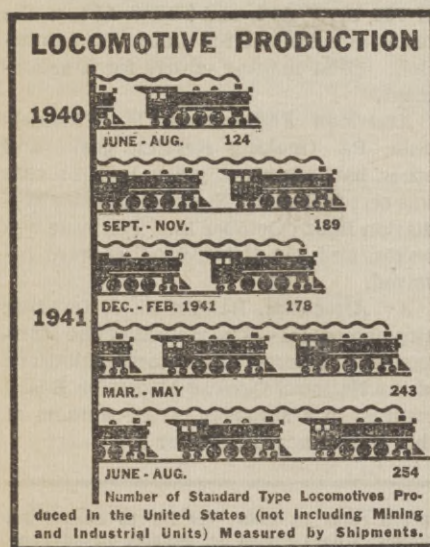 LOCOMOTIVE PRODUCTION
1940
JUNE - AUG. 124
SEPT. - NOV. 189
DEC. - FEB. 1941 178
1941
MAR. - MAY 243
JUNE - AUG. 254
Number of Standard Type Locomotives Pro-
duced in the United States (not Including Mining
and Industrial Units) Measured by Shipments.